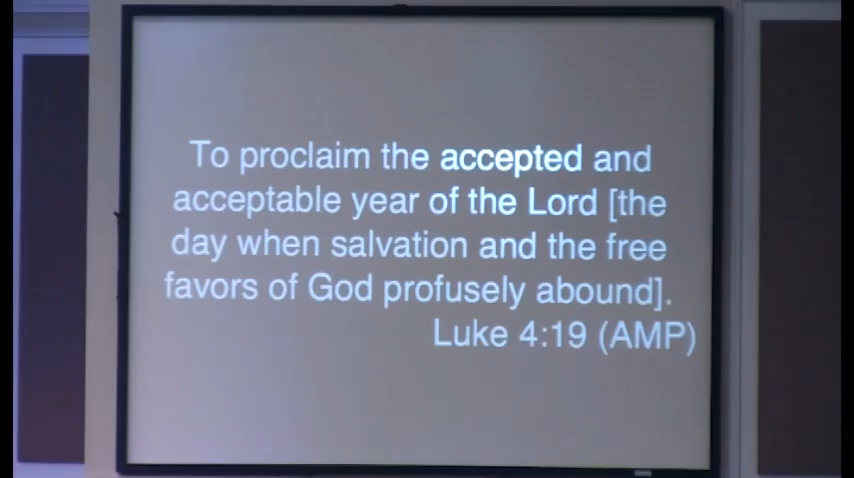 To proclaim the accepted and
acceptable year of the Lord [the
day when salvation and the free
favors of God profusely abound].
Luke 4:19 (AMP)